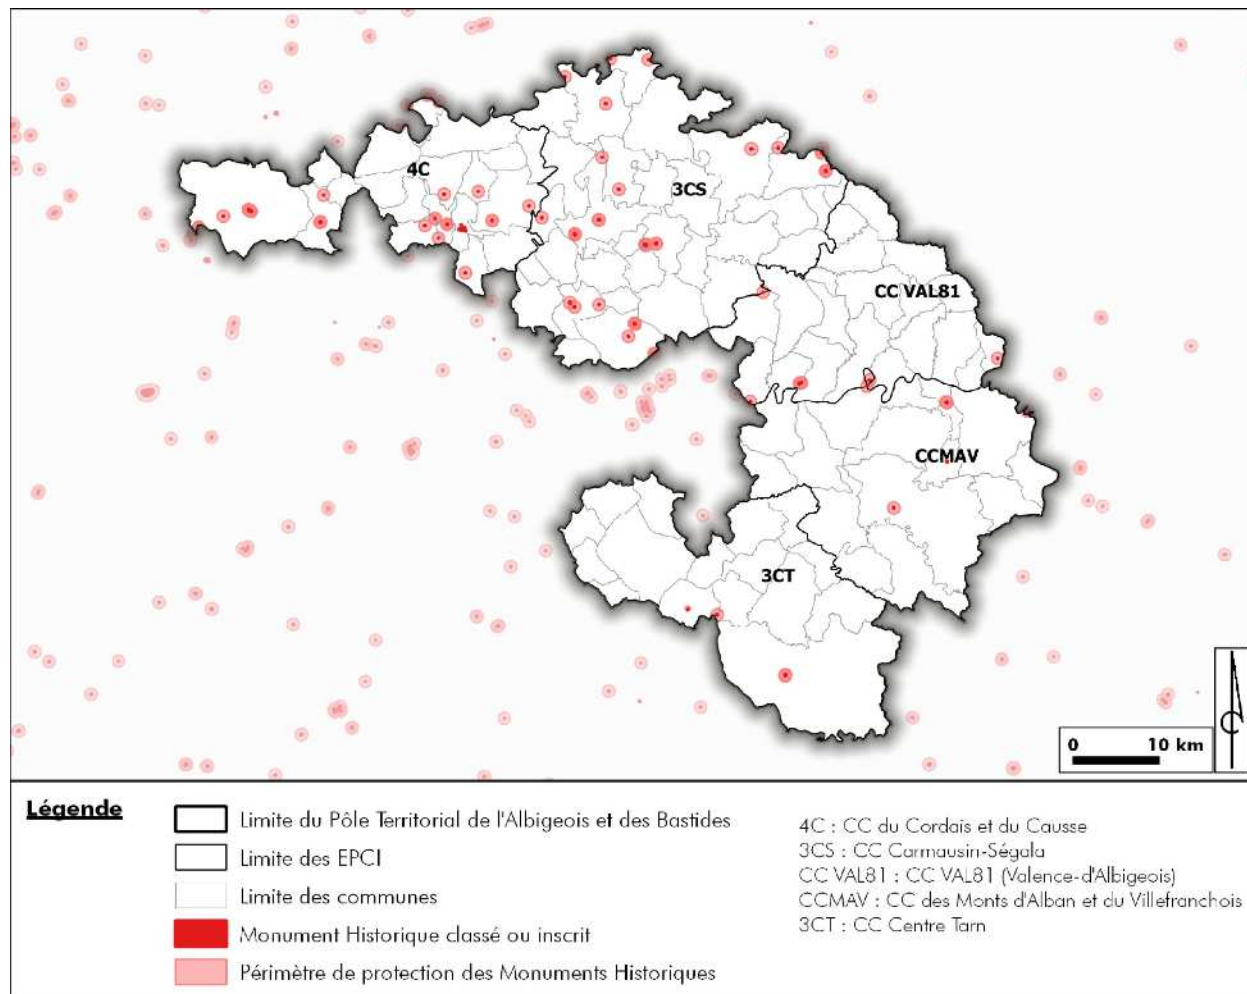 4C
3CS
CC VAL81
CCMAV
3CT
0 10 km
Légende
Limite du Pôle Territorial de l'Albigeois et des Bastides
Limite des EPCI
Limite des communes
Monument Historique classé ou inscrit
Périmètre de protection des Monuments Historiques
4C : CC du Cordais et du Causse
3CS : CC Carmausin-Ségala
CC VAL81 : CC VAL81 (Valence-d'Albigeois)
CCMAV : CC des Monts d'Alban et du Villefranchois
3CT : CC Centre Tarn